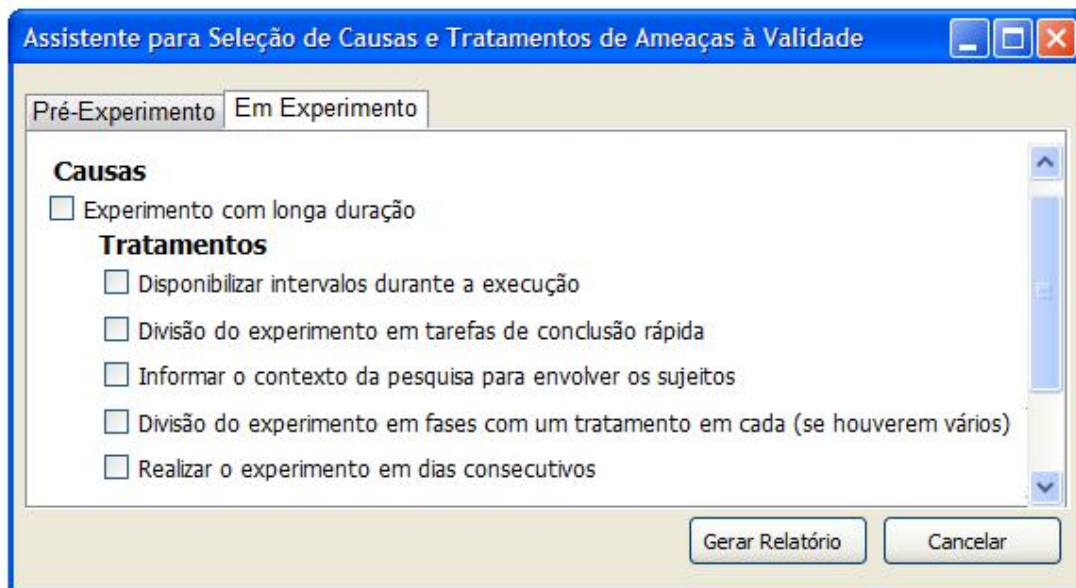 Assistente para Seleção de Causas e Tratamentos de Ameaças à Validade
Pré-Experimento Em Experimento
Causas
Experimento com longa duração
Tratamentos
Disponibilizar intervalos durante a execução
Divisão do experimento em tarefas de conclusão rápida
Informar o contexto da pesquisa para envolver os sujeitos
Divisão do experimento em fases com um tratamento em cada (se houverem vários)
Realizar o experimento em dias consecutivos
Gerar Relatório Cancelar